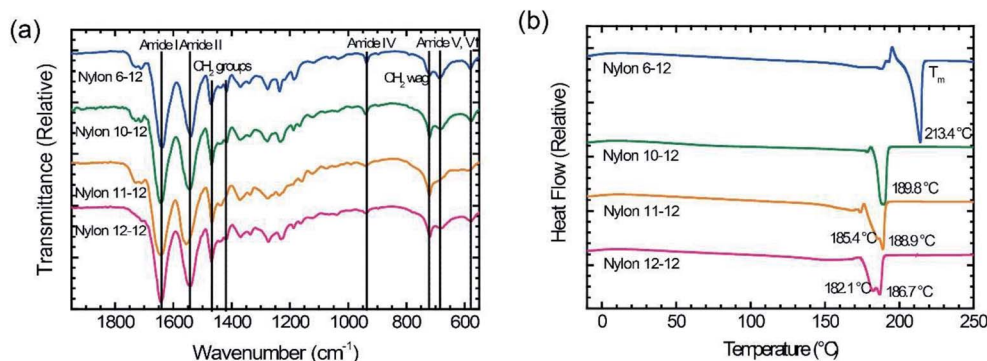 (a)
Amide I Amide II
CH2 groups
Amide IV
Amide V, VI
CH2 wag
Nylon 6-12
Nylon 10-12
Nylon 11-12
Nylon 12-12
Transmittance (Relative)
1800 1600 1400 1200 1000 800 600
Wavenumber (cm-1)
(b)
Nylon 6-12
Tm
213.4 °C
Nylon 10-12
189.8 °C
Nylon 11-12
185.4 °C 188.9 °C
Nylon 12-12
182.1 °C 186.7 °C
Heat Flow (Relative)
0 50 100 150 200 250
Temperature (°C)